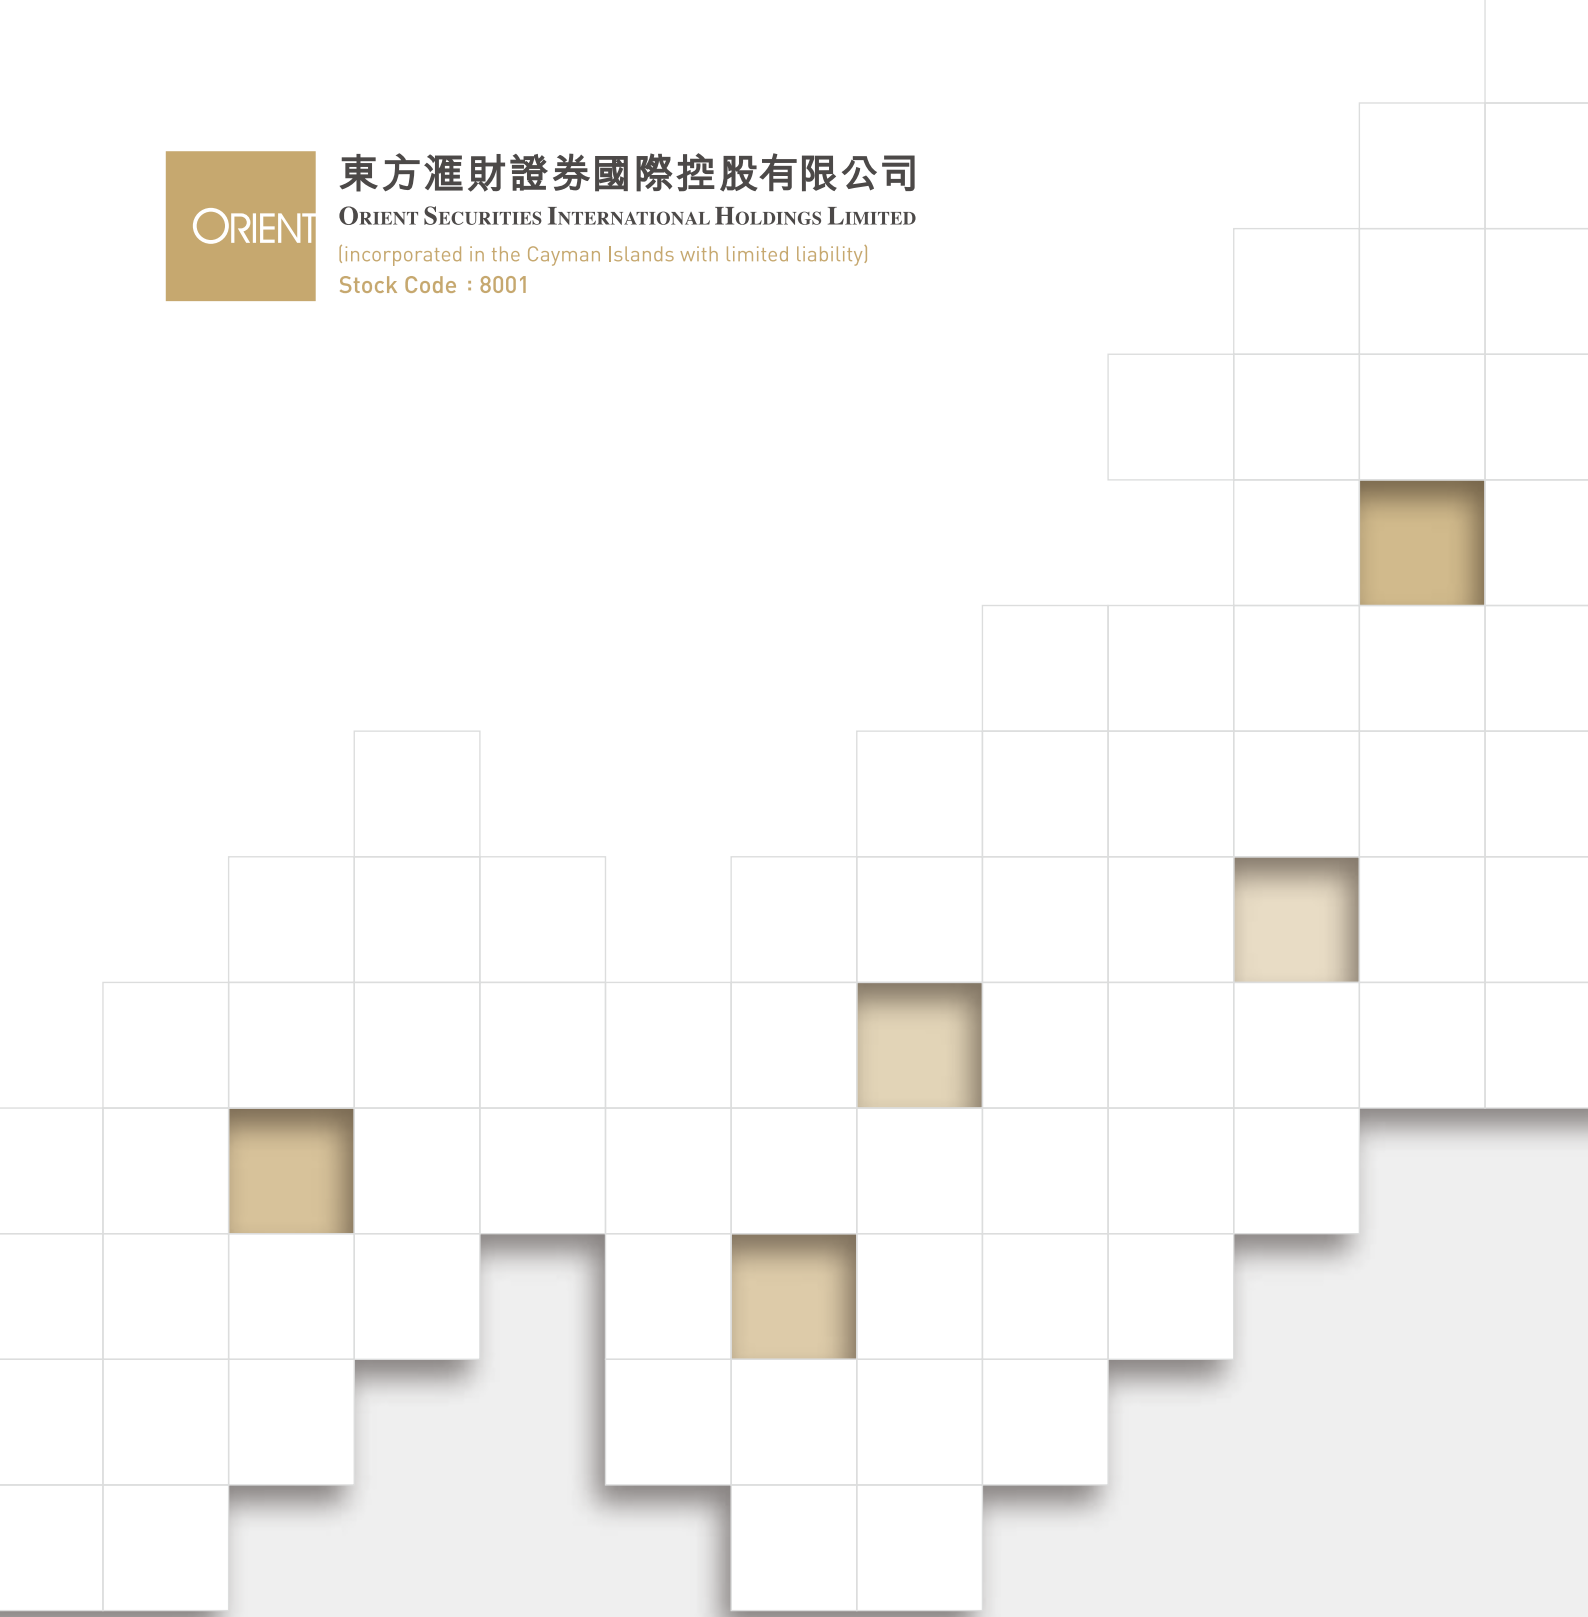 ORIENT
東方滙財證券國際控股有限公司
ORIENT SECURITIES INTERNATIONAL HOLDINGS LIMITED
(incorporated in the Cayman Islands with limited liability)
Stock Code：8001